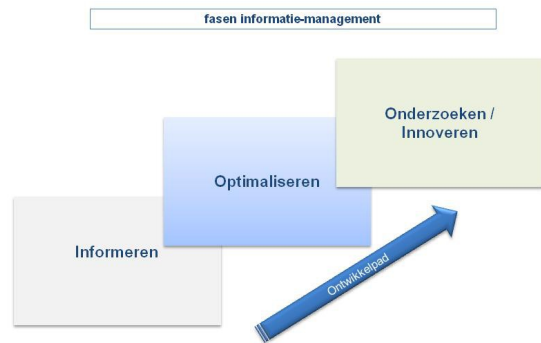 fasen informatie-management
Onderzoeken /
Innoveren
Optimaliseren
Informeren
Ontwikkelpad